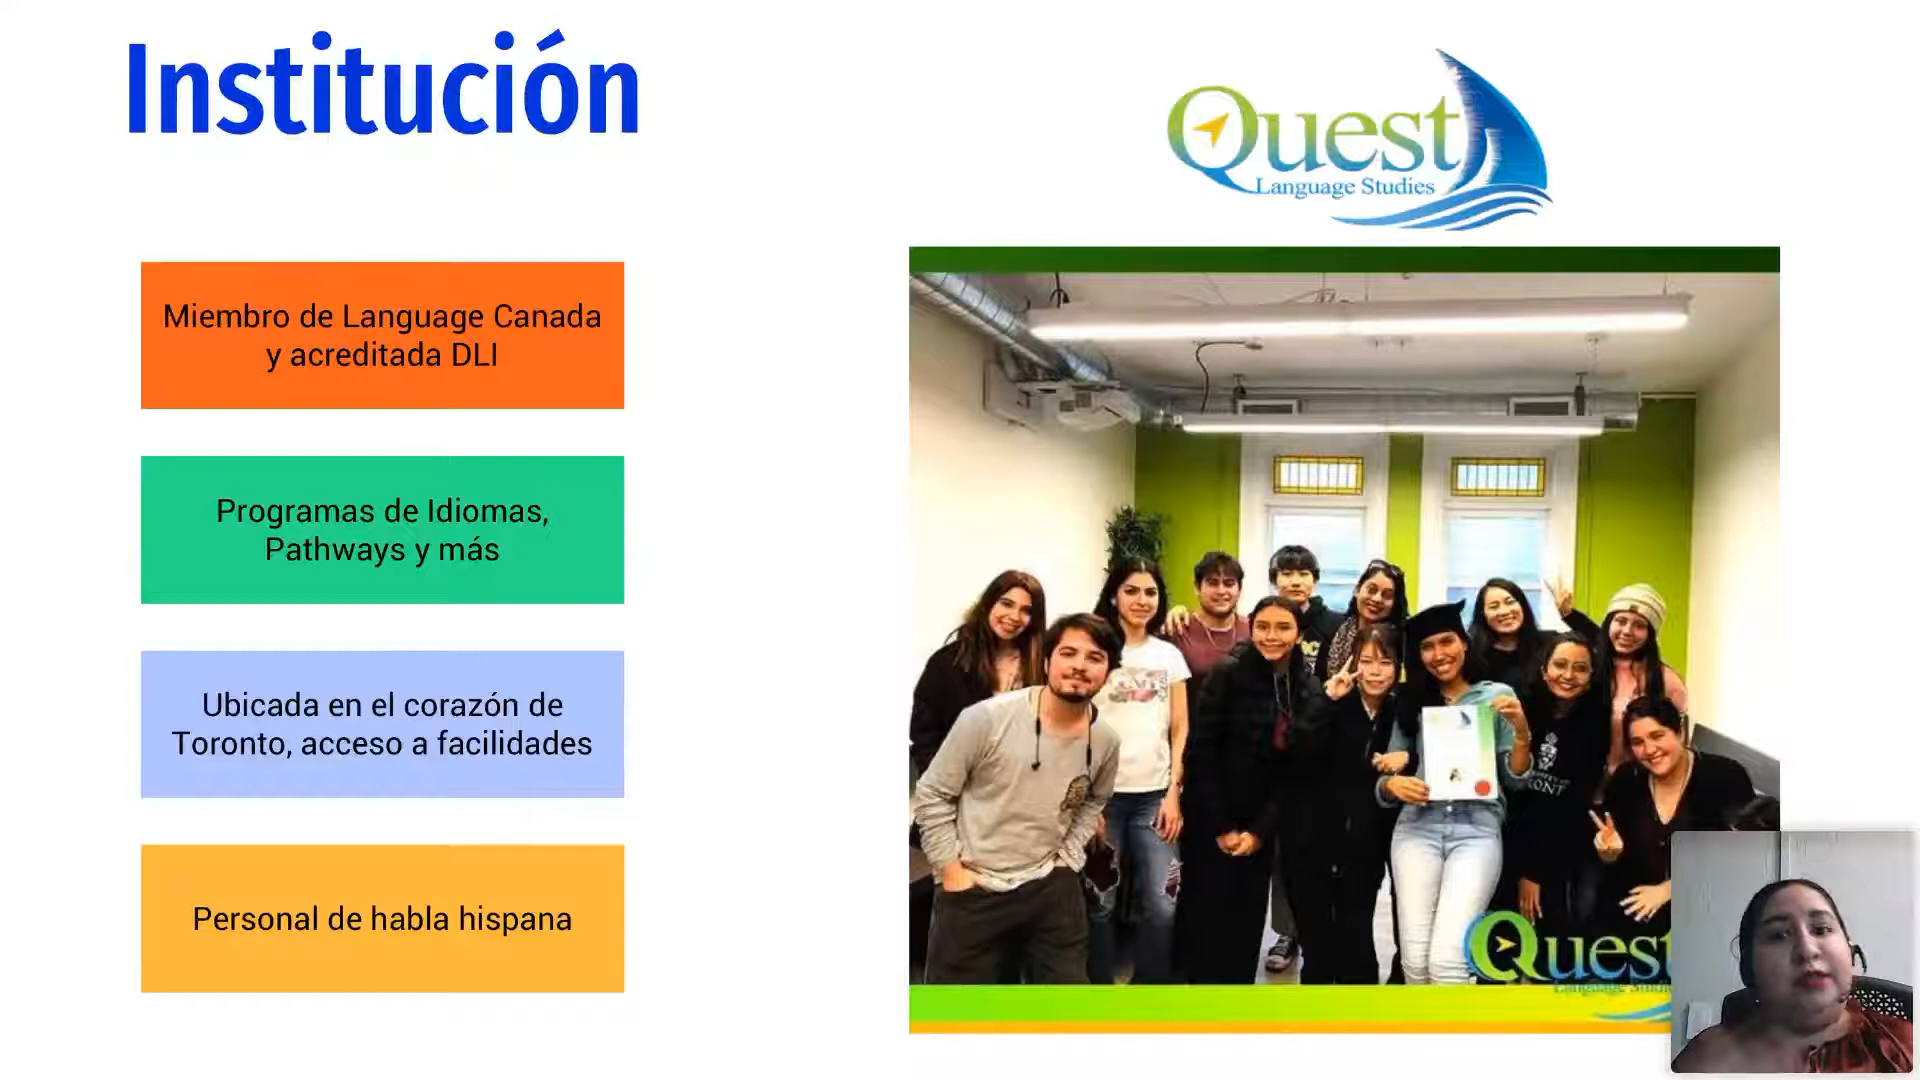 Institución
Quest
Language Studies
Miembro de Language Canada
y acreditada DLI
Programas de Idiomas,
Pathways y más
Ubicada en el corazón de
Toronto, acceso a facilidades
Personal de habla hispana
Quest
Language Studies